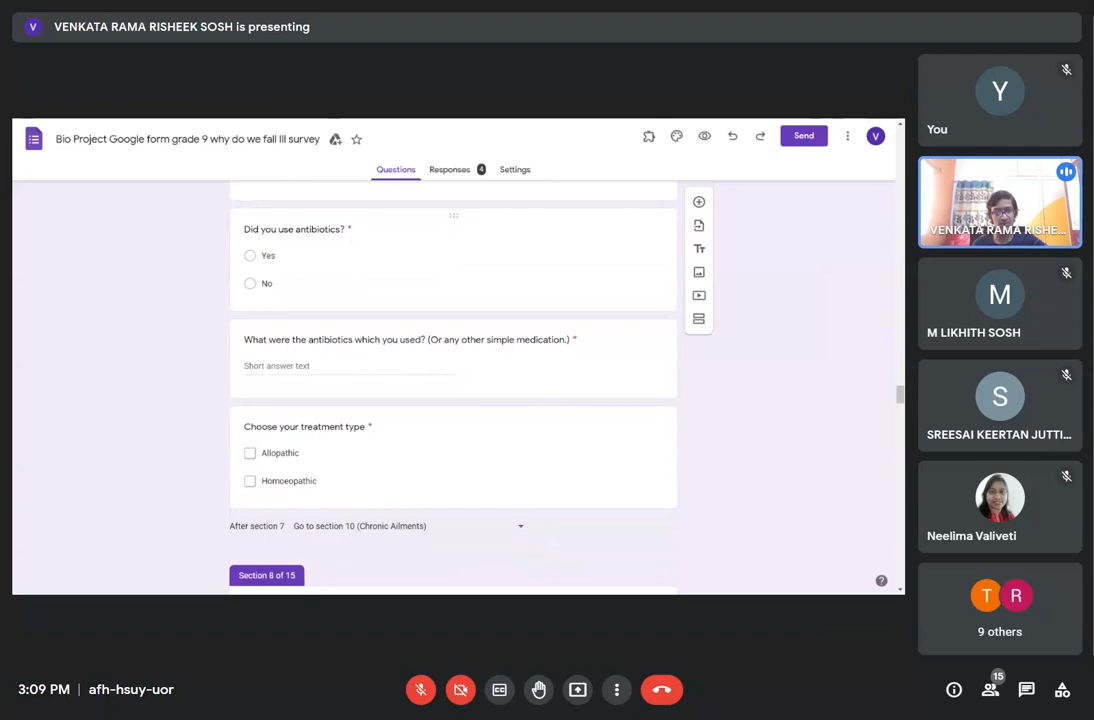 V VENKATA RAMA RISHEEK SOSH is presenting
Bio Project Google form grade 9 why do we fall Ill survey
Send
V
Questions
Responses 4
Settings
Did you use antibiotics? *
Yes
No
What were the antibiotics which you used? (Or any other simple medication.) *
Short answer text
Choose your treatment type *
Allopathic
Homoeopathic
After section 7 Go to section 10 (Chronic Ailments)
Section 8 of 15
Y
You
VENKATA RAMA RISHE...
M
M LIKHITH SOSH
S
SREESAI KEERTAN JUTTI...
Neelima Valiveti
T R
9 others
3:09 PM | afh-hsuy-uor
CC
15